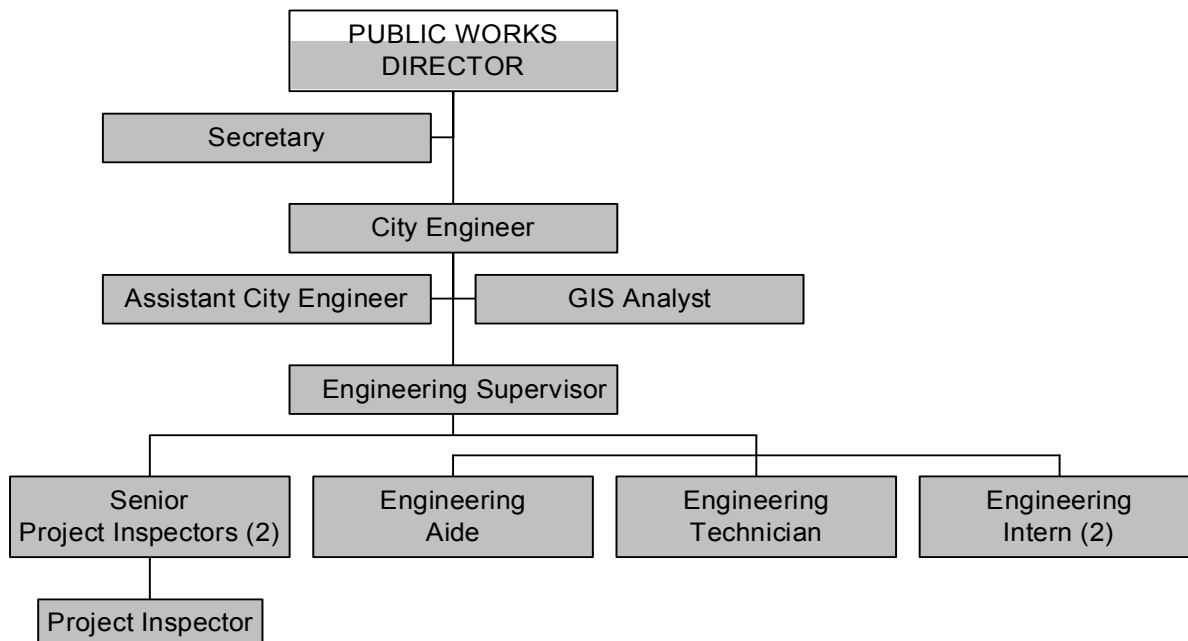 PUBLIC WORKS
DIRECTOR
Secretary
City Engineer
Assistant City Engineer
GIS Analyst
Engineering Supervisor
Senior
Project Inspectors (2)
Engineering
Aide
Engineering
Technician
Engineering
Intern (2)
Project Inspector